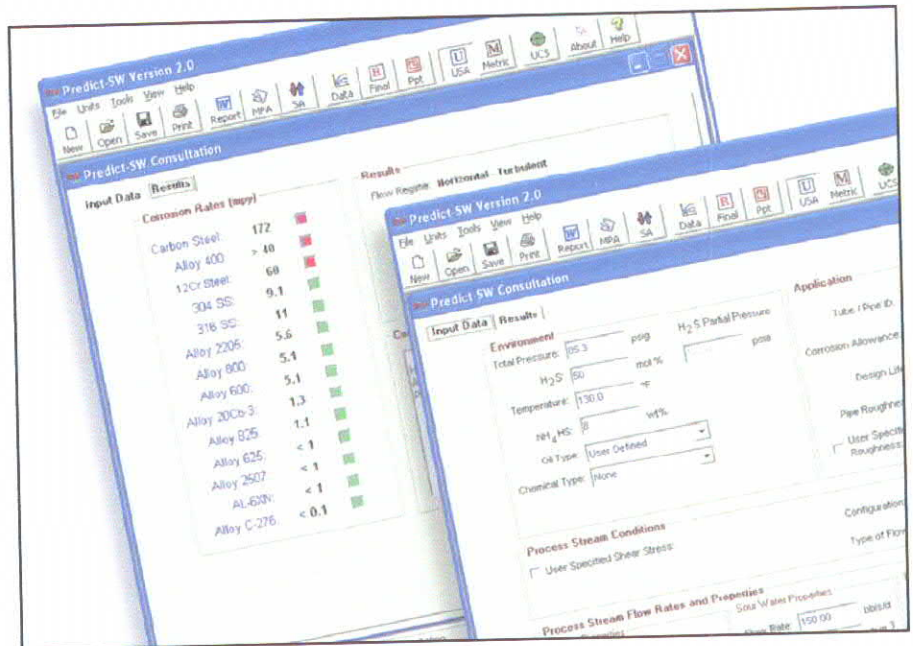 Predict-SW Version 2.0
File Units Tools View Help
New Open Save Print Report MPA SA Data Final Ppt USA Metric UCS About Help
Predict-SW Consultation
Input Data Results
Corrosion Rates (mpy)
Carbon Steel: 172
Alloy 400: > 40
12Cr Steel: 60
304 SS: 9.1
316 SS: 11
Alloy 2205: 5.6
Alloy 800: 5.1
Alloy 600: 5.1
Alloy 20Cb-3: 1.3
Alloy 825: 1.1
Alloy 625: < 1
Alloy 2507: < 1
AL-6XN: < 1
Alloy C-276: < 0.1
Results
Flow Regime: Horizontal - Turbulent
Predict SW Version 2.0
File Units Tools View Help
New Open Save Print Report MPA SA Data Final Ppt USA Metric UCS
Predict SW Consultation
Input Data Results
Environment
Total Pressure: 05.3 psig
H2S Partial Pressure
psia
H2S: 50 mol%
Temperature: 130.0 °F
NH4HS: 8 wt%
Oil Type: User Defined
Chemical Type: None
Application
Tube / Pipe ID:
Corrosion Allowance
Design Life
Pipe Roughness
User Specifi
Roughness:
Process Stream Conditions
User Specified Shear Stress:
Configuration
Type of Flow
Process Stream Flow Rates and Properties
Properties
Sour Water Properties
Rate: 150.00 bbls/d